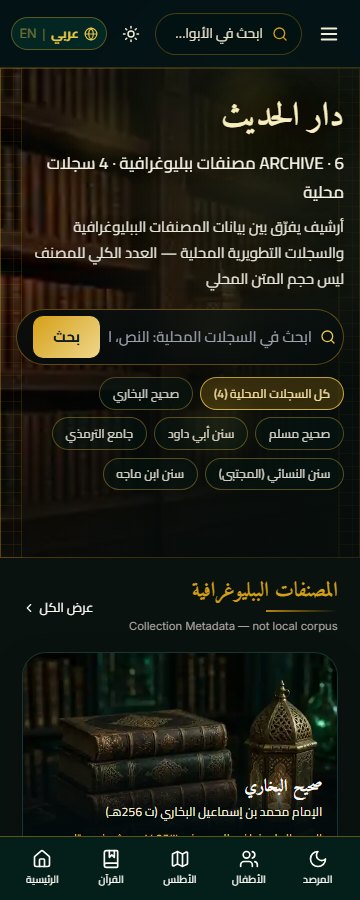 ابحث في الأبوا...
عربي | EN
دار الحديث
ARCHIVE · 6 مصنفات ببليوغرافية · 4 سجلات
محلية
أرشيف يفرّق بين بيانات المصنفات الببليوغرافية
والسجلات التطويرية المحلية — العدد الكلي للمصنف
ليس حجم المتن المحلي
ابحث في السجلات المحلية: النص، ا
بحث
كل السجلات المحلية (4)
صحيح البخاري
صحيح مسلم
سنن أبي داود
جامع الترمذي
سنن النسائي (المجتبى)
سنن ابن ماجه
المصنفات الببليوغرافية
عرض الكل
Collection Metadata — not local corpus
صحيح البخاري
الإمام محمد بن إسماعيل البخاري (ت 256هـ)
المرصد
الأطفال
الأطلس
القرآن
الرئيسية